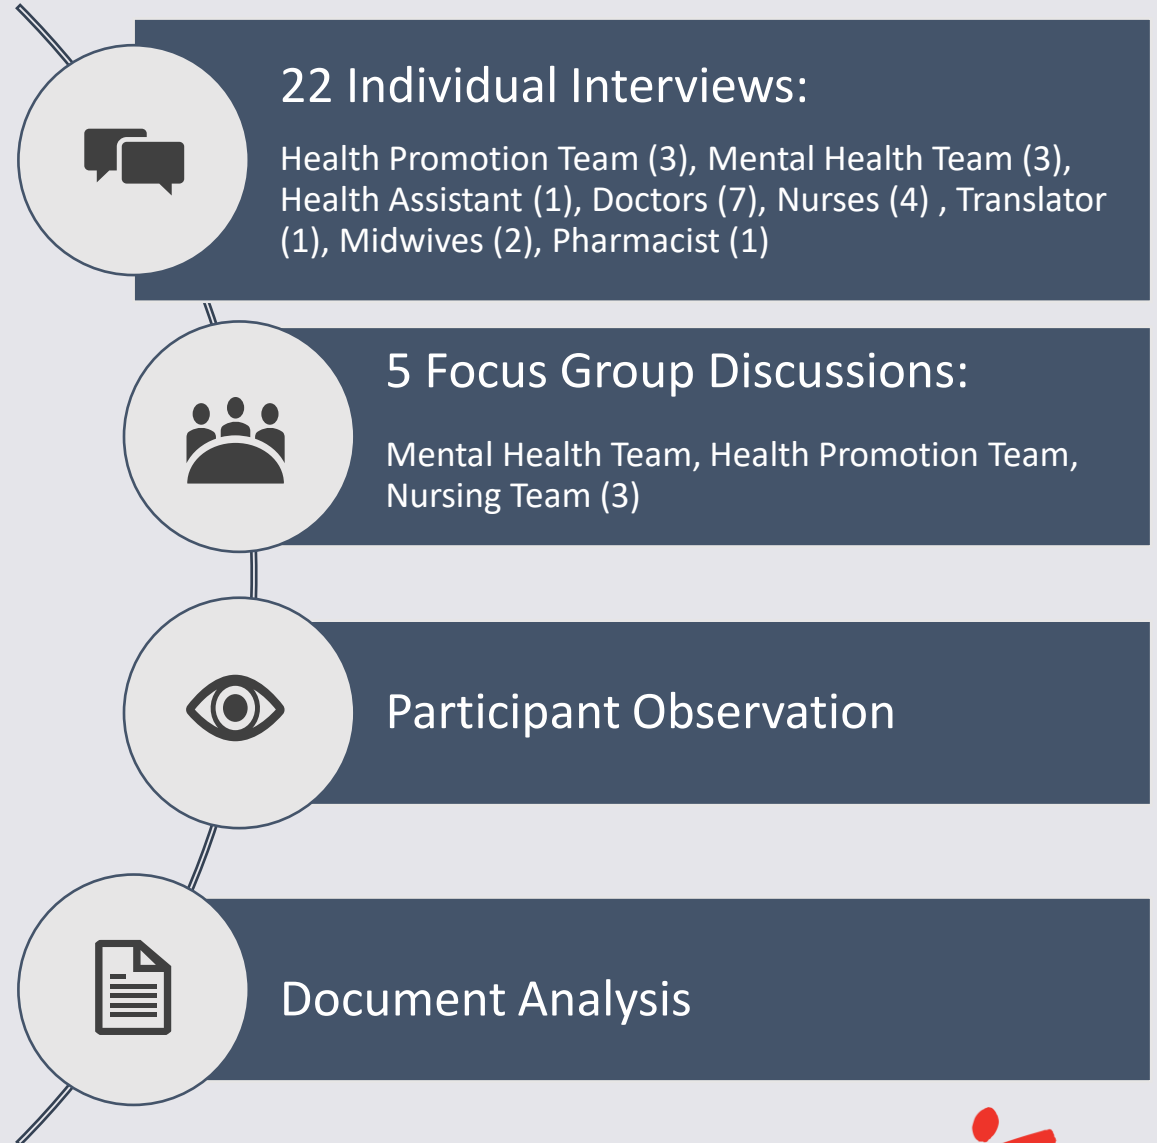 22 Individual Interviews:
Health Promotion Team (3), Mental Health Team (3),
Health Assistant (1), Doctors (7), Nurses (4) , Translator
(1), Midwives (2), Pharmacist (1)
5 Focus Group Discussions:
Mental Health Team, Health Promotion Team,
Nursing Team (3)
Participant Observation
Document Analysis